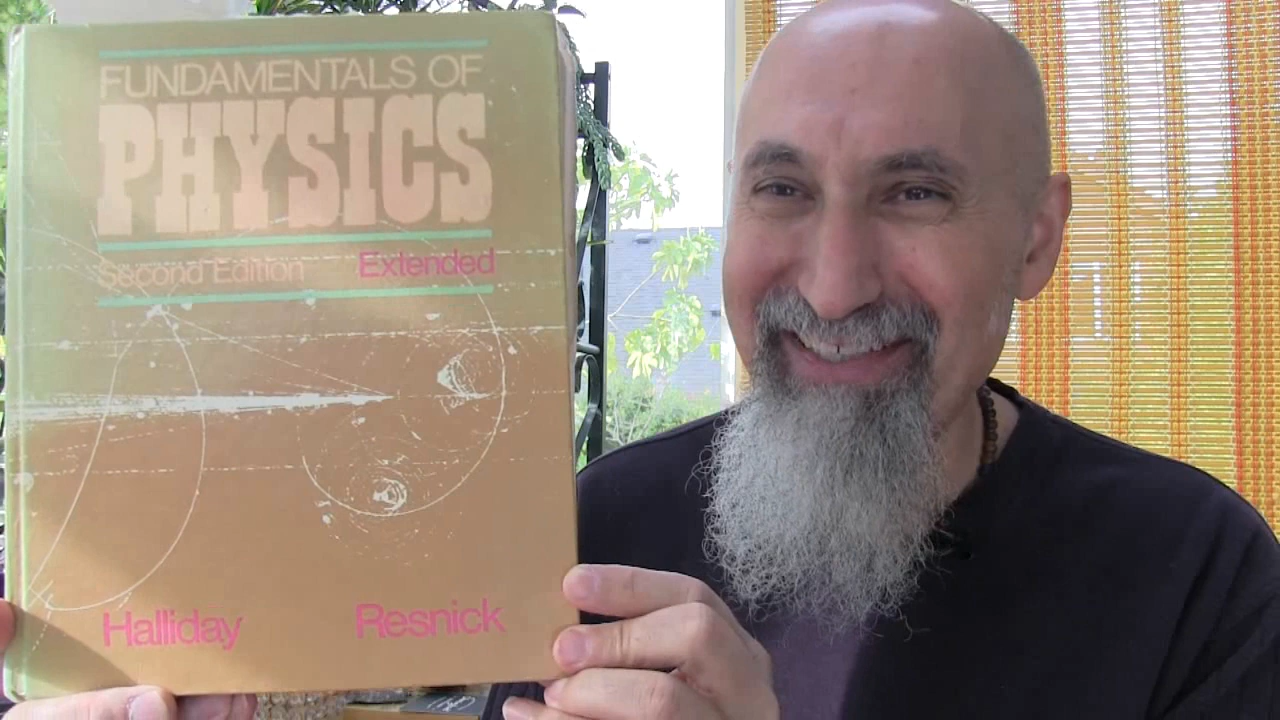 FUNDAMENTALS OF
PHYSICS
Second Edition Extended
Halliday Resnick